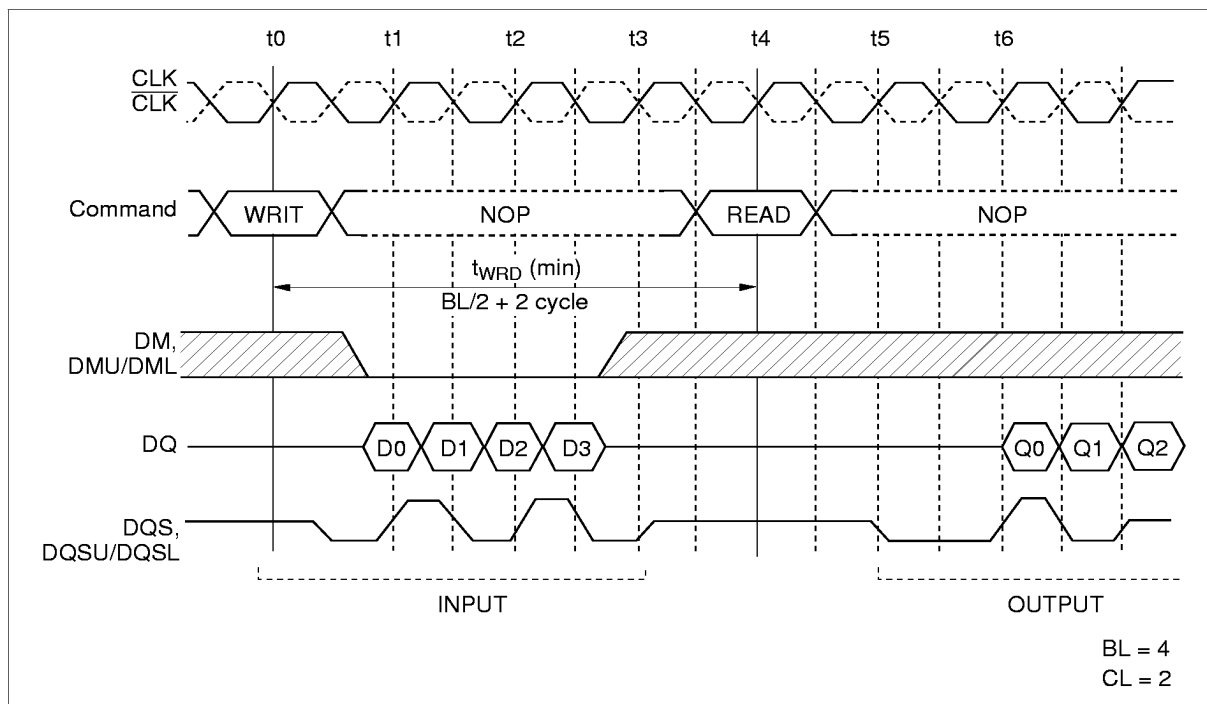 t0 t1 t2 t3 t4 t5 t6
CLK
CLK
Command WRIT NOP READ NOP
tWRD (min)
BL/2 + 2 cycle
DM,
DMU/DML
DQ D0 D1 D2 D3 Q0 Q1 Q2
DQS,
DQSU/DQSL
INPUT OUTPUT
BL = 4
CL = 2